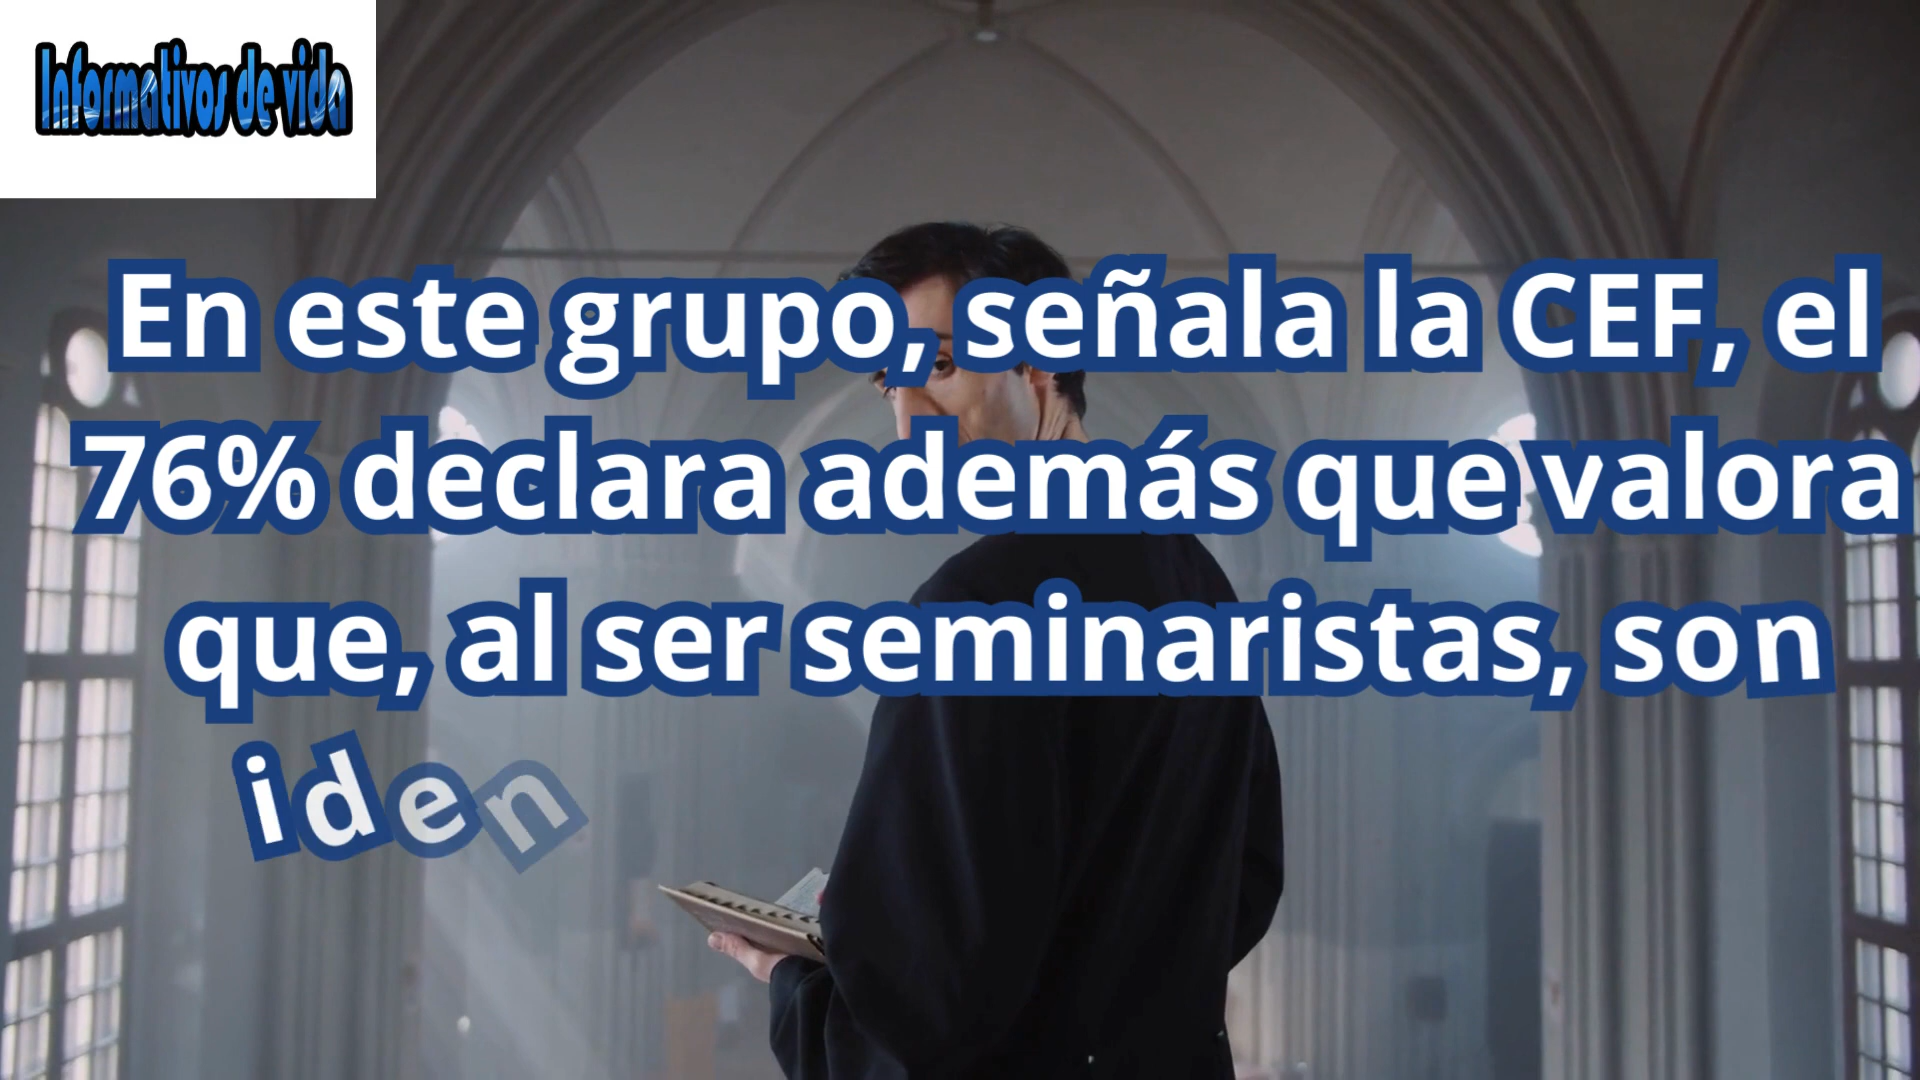 Informativos de vida
En este grupo, señala la CEF, el
76% declara además que valora
que, al ser seminaristas, son
iden